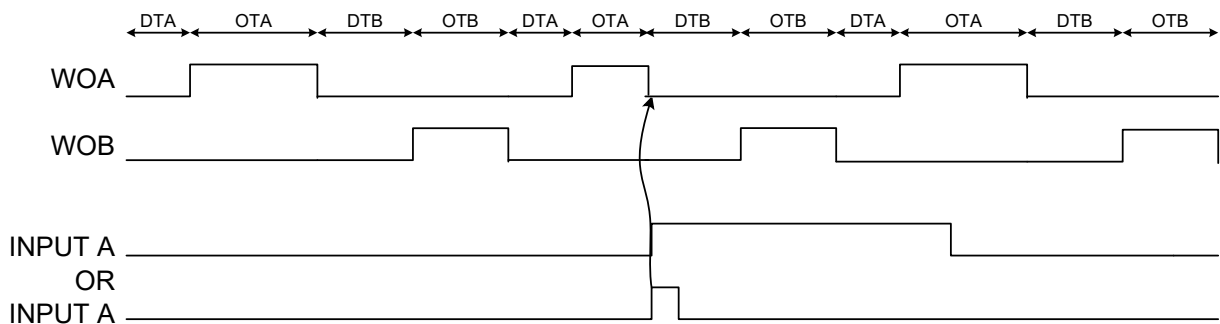 DTA OTA DTB OTB DTA OTA DTB OTB DTA OTA DTB OTB
WOA
WOB
INPUT A
OR
INPUT A